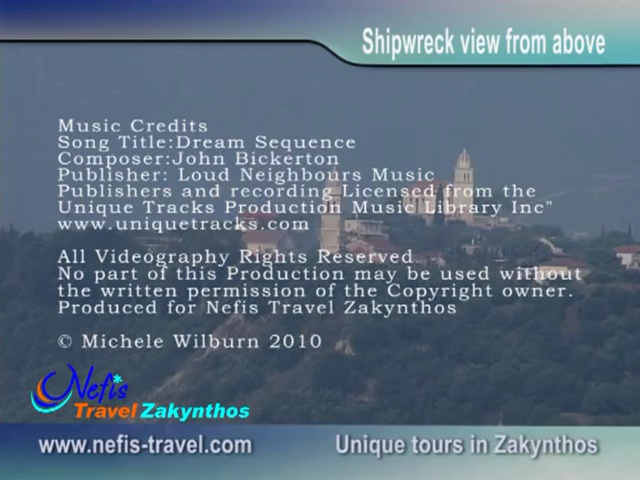 Shipwreck view from above
Music Credits
Song Title:Dream Sequence
Composer:John Bickerton
Publisher: Loud Neighbours Music
Publishers and recording Licensed from the
Unique Tracks Production Music Library Inc"
www.uniquetracks.com
All Videography Rights Reserved
No part of this Production may be used without
the written permission of the Copyright owner.
Produced for Nefis Travel Zakynthos
© Michele Wilburn 2010
Nefis
Travel Zakynthos
www.nefis-travel.com
Unique tours in Zakynthos